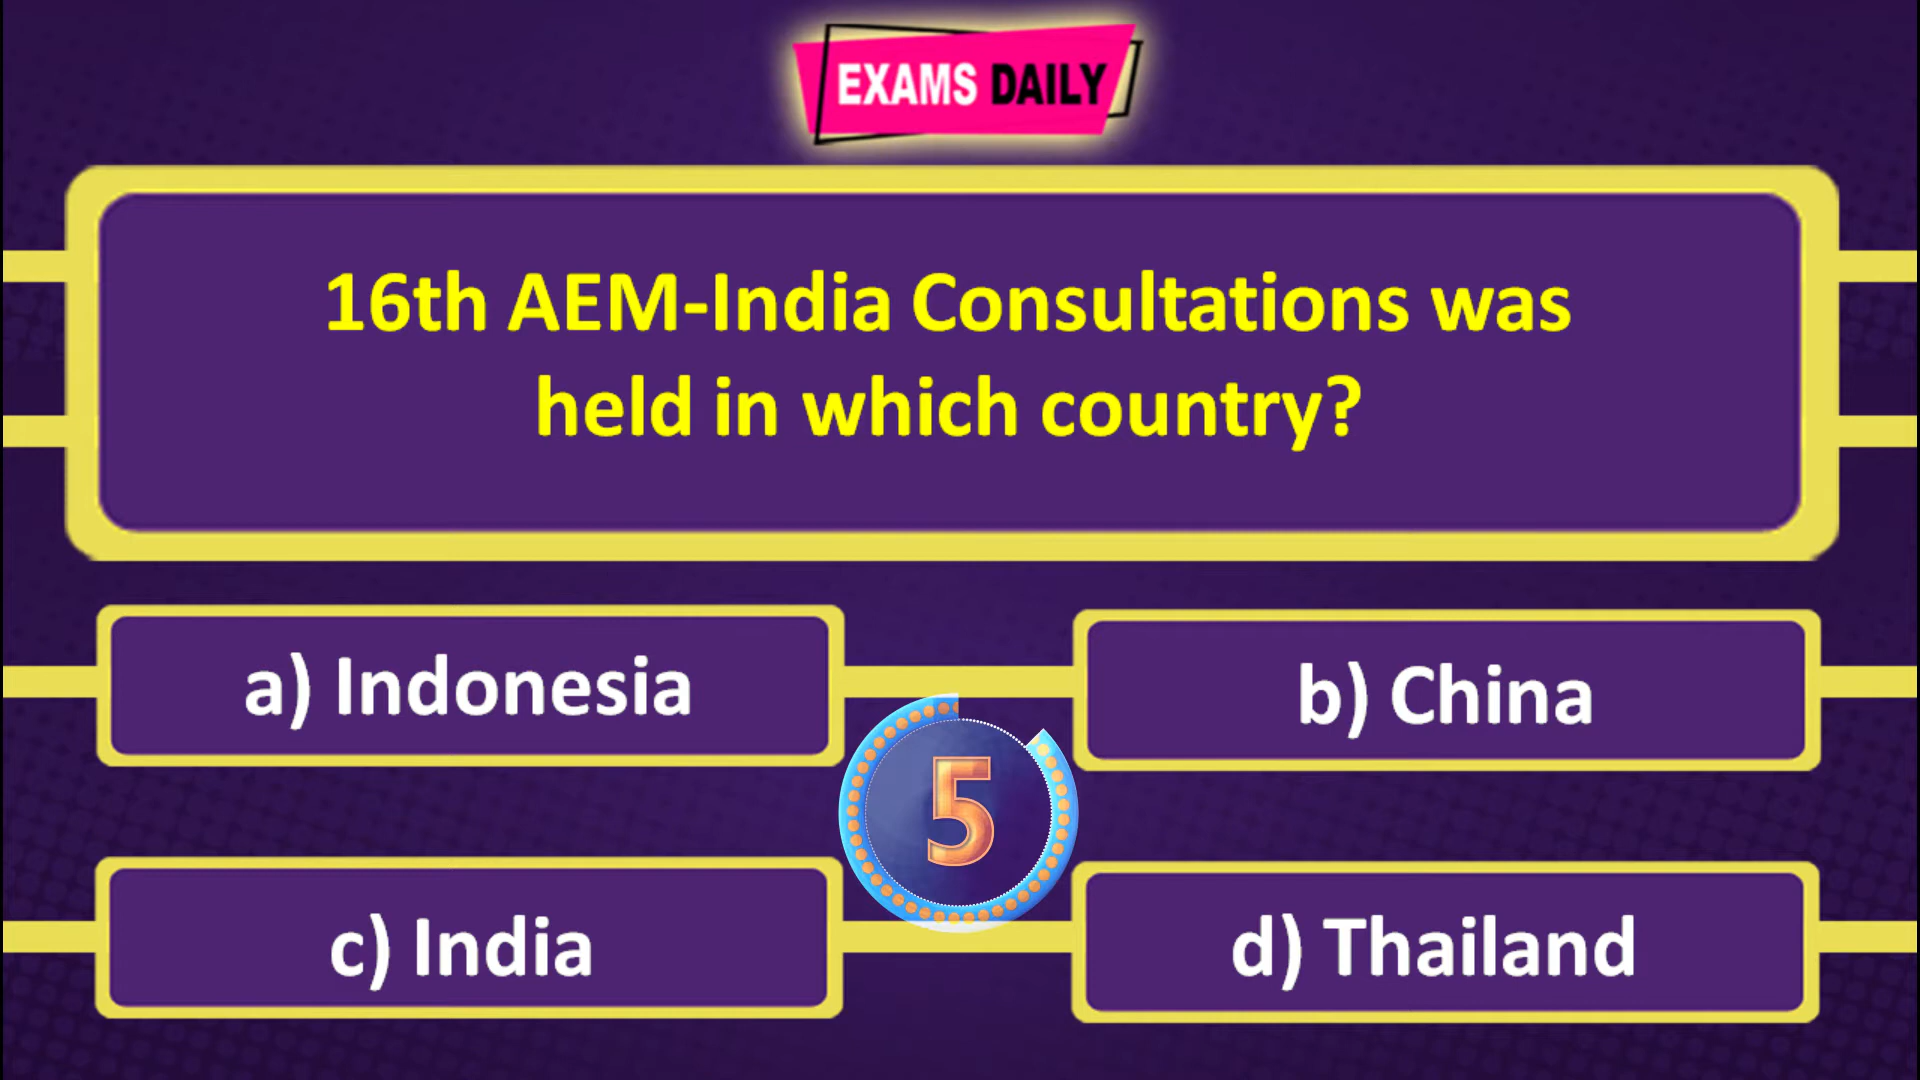 EXAMS DAILY
16th AEM-India Consultations was
held in which country?
a) Indonesia
b) China
5
c) India
d) Thailand